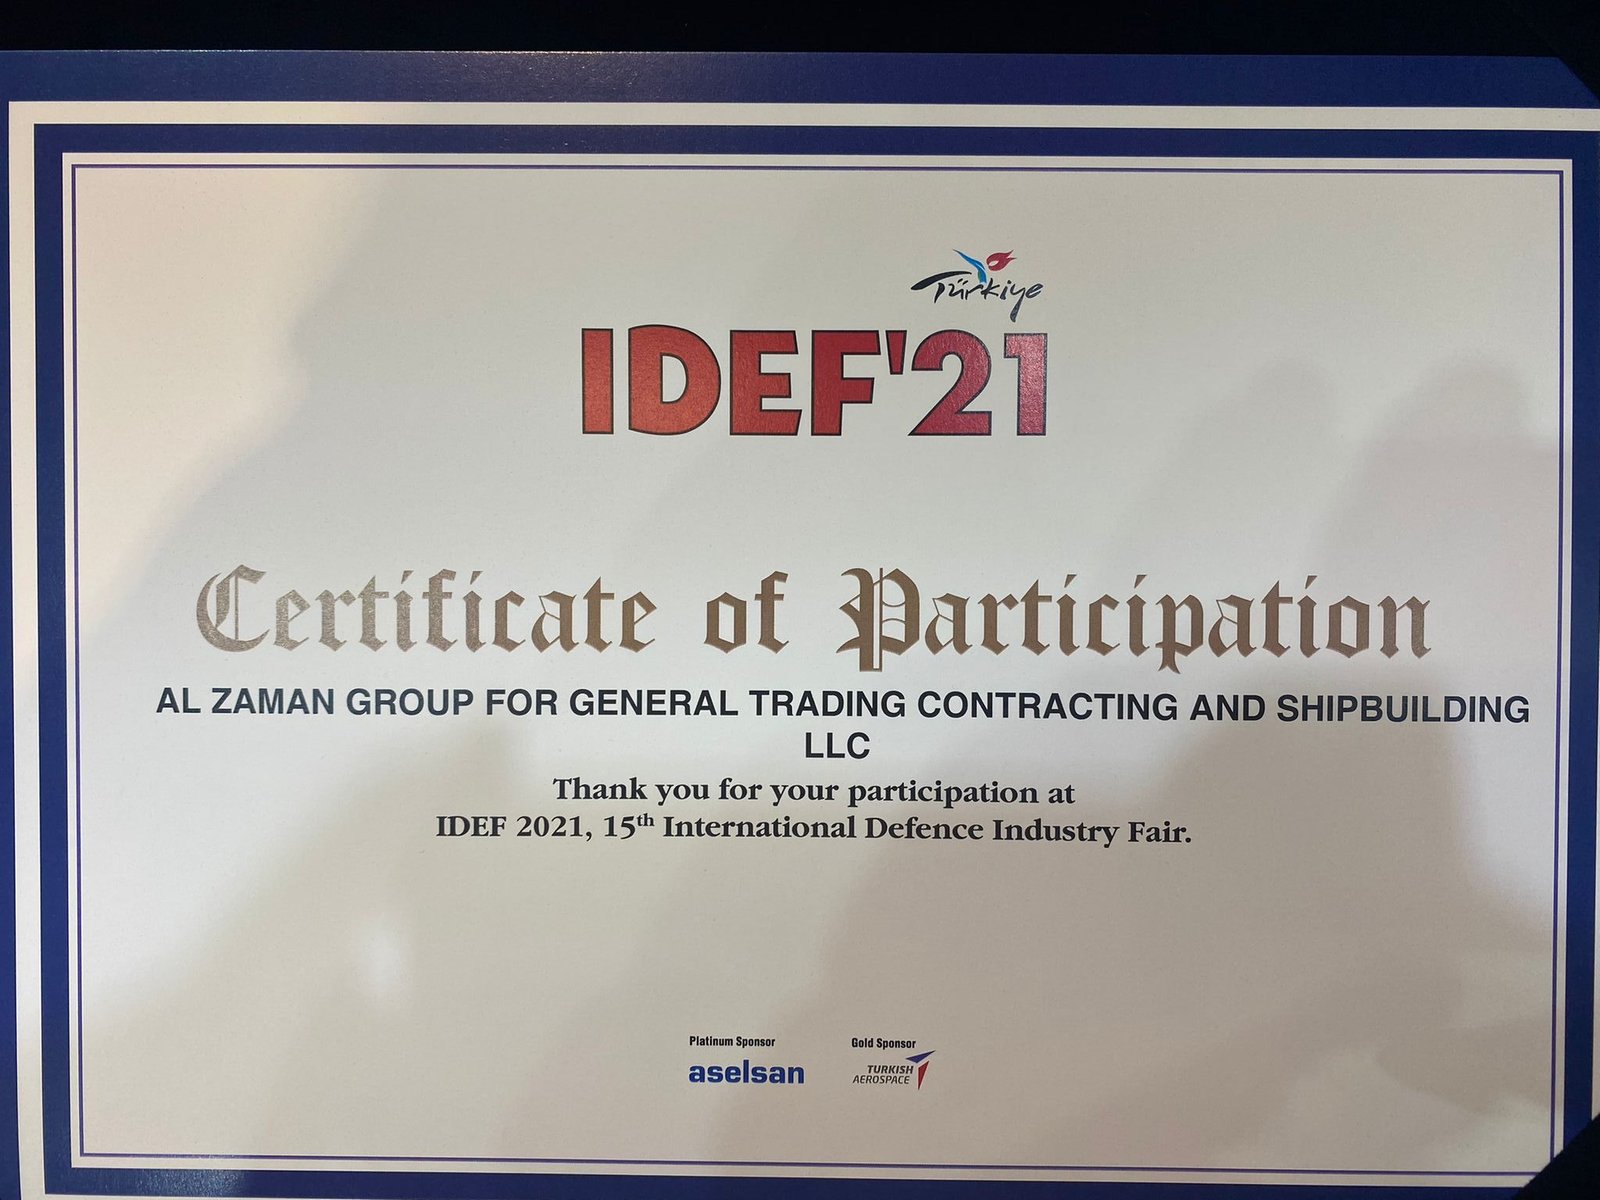 Türkiye
IDEF'21
Certificate of Participation
AL ZAMAN GROUP FOR GENERAL TRADING CONTRACTING AND SHIPBUILDING
LLC
Thank you for your participation at
IDEF 2021, 15th International Defence Industry Fair.
Platinum Sponsor
aselsan
Gold Sponsor
TURKISH
AEROSPACE